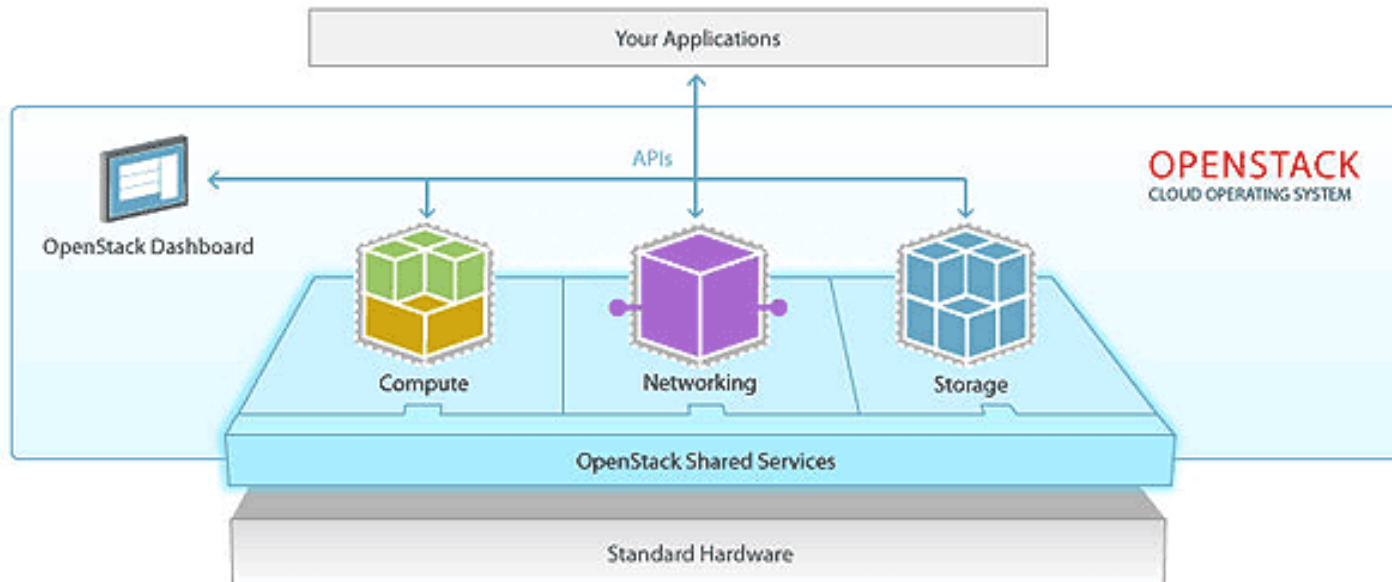 Your Applications
APIs
OPENSTACK
CLOUD OPERATING SYSTEM
OpenStack Dashboard
Compute
Networking
Storage
OpenStack Shared Services
Standard Hardware